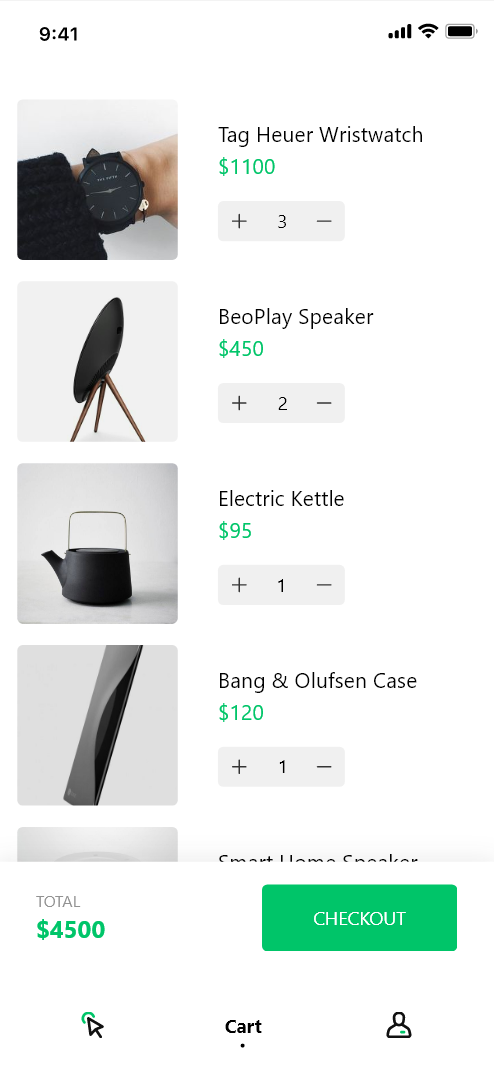 9:41
Tag Heuer Wristwatch
$1100
+ 3 −
BeoPlay Speaker
$450
+ 2 −
Electric Kettle
$95
+ 1 −
Bang & Olufsen Case
$120
+ 1 −
Smart Home Speaker
TOTAL
$4500
CHECKOUT
Cart